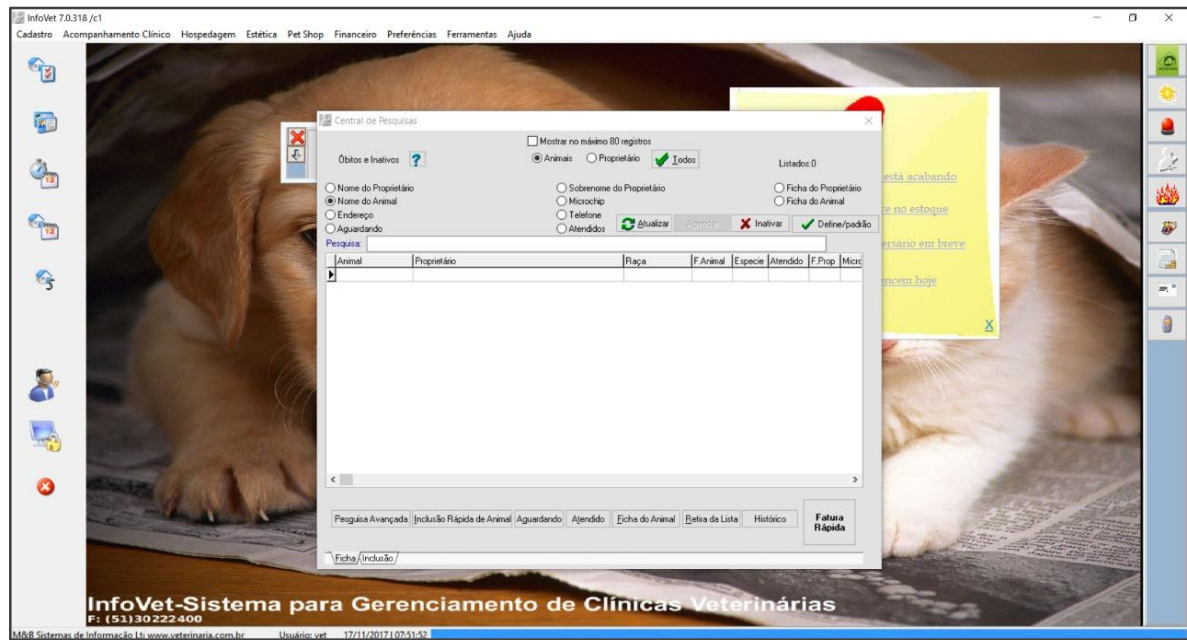 InfoVet 7.0.318 /c1
Cadastro Acompanhamento Clínico Hospedagem Estética Pet Shop Financeiro Preferências Ferramentas Ajuda
Central de Pesquisas
Mostrar no máximo 80 registros
Óbitos e Inativos ? Animais Proprietário Todos Listados:0
está acabando
Nome do Proprietário Sobrenome do Proprietário Ficha do Proprietário
Nome do Animal Microchip Ficha do Animal
Endereço Telefone
Aguardando Atendidos Atualizar Agendar Inativar Define/padrão
no estoque
Pesquisa:
ersário em breve
Animal Proprietário Raça F.Animal Especie Atendido F.Prop Micro
encem hoje
X
Pesquisa Avançada Inclusão Rápida de Animal Aguardando Atendido Ficha do Animal Retira da Lista Histórico Fatura Rápida
Ficha Inclusão
InfoVet-Sistema para Gerenciamento de Clínicas Veterinárias
F: (51)30222400
M&B Sistemas de Informação Lt www.veterinaria.com.br Usuário: vet 17/11/2017 | 07:51:52